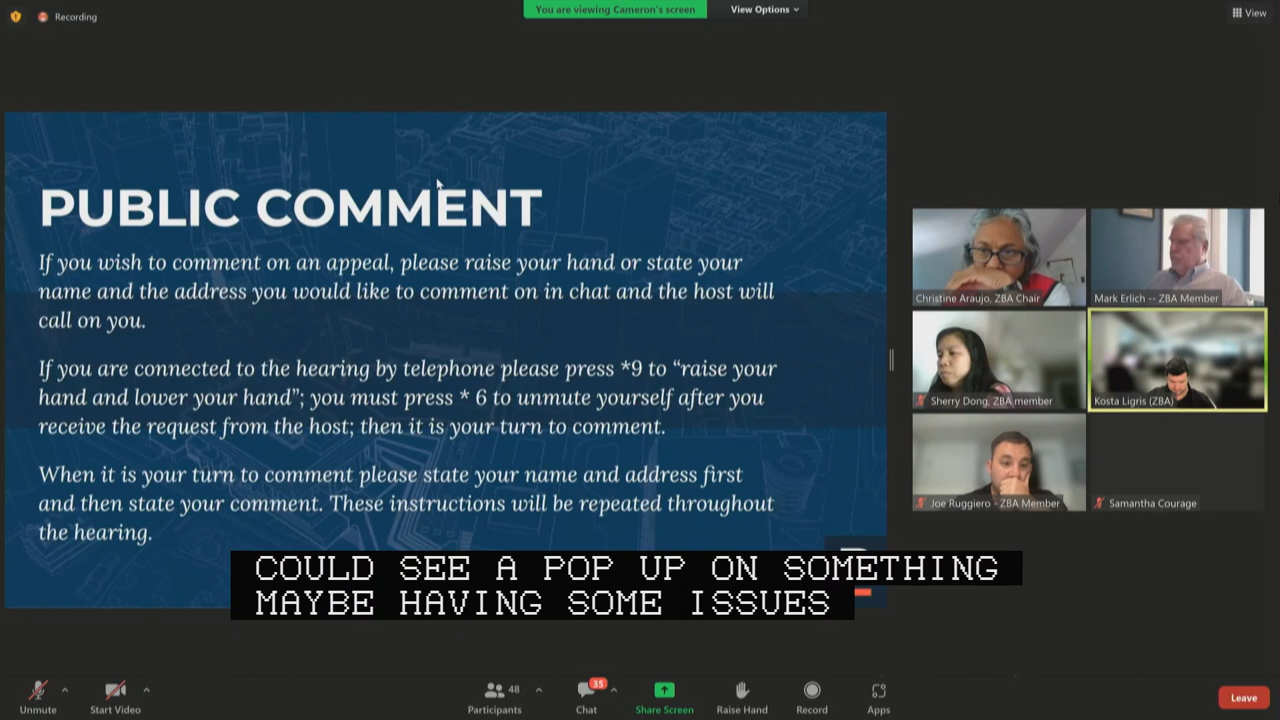 Recording
You are viewing Cameron's screen
View Options
View
PUBLIC COMMENT
If you wish to comment on an appeal, please raise your hand or state your
name and the address you would like to comment on in chat and the host will
call on you.
If you are connected to the hearing by telephone please press *9 to “raise your
hand and lower your hand”; you must press * 6 to unmute yourself after you
receive the request from the host; then it is your turn to comment.
When it is your turn to comment please state your name and address first
and then state your comment. These instructions will be repeated throughout
the hearing.
Christine Araujo, ZBA Chair
Mark Erlich -- ZBA Member
Sherry Dong, ZBA member
Kosta Ligris (ZBA)
Joe Ruggiero - ZBA Member
Samantha Courage
COULD SEE A POP UP ON SOMETHING
MAYBE HAVING SOME ISSUES
Unmute
Start Video
48
Participants
35
Chat
Share Screen
Raise Hand
Record
Apps
Leave